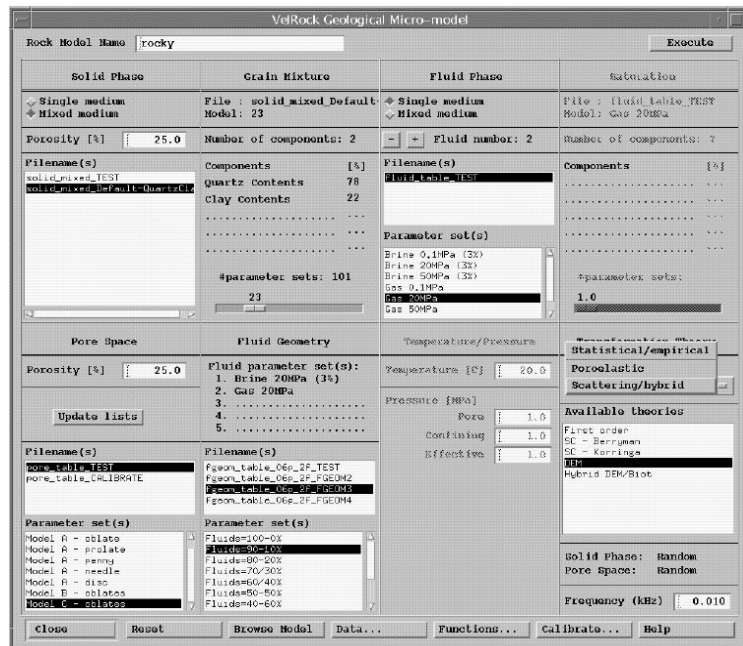 VelRock Geological Micro-model
Rock Model Name rocky Execute
Solid Phase
Single medium
Mixed medium
Porosity [%] 25.0
Filename(s)
solid_mixed_TEST
solid_mixed_Default-QuartzCla
Grain Mixture
File : solid_mixed_Default-
Model: 23
Number of components: 2
Components [%]
Quartz Contents 78
Clay Contents 22
.................... ...
.................... ...
.................... ...
#parameter sets: 101
23
Fluid Phase
Single medium
Mixed medium
- + Fluid number: 2
Filename(s)
Fluid_table_TEST
Parameter set(s)
Brine 0.1MPa (3%)
Brine 20MPa (3%)
Brine 50MPa (3%)
Gas 0.1MPa
Gas 20MPa
Gas 50MPa
Saturation
File : fluid_table_TEST
Model: Gas 20MPa
Number of components: ?
Components [%]
.................... ...
.................... ...
.................... ...
.................... ...
.................... ...
#parameter sets:
1.0
Pore Space
Porosity [%] 25.0
Update lists
Filename(s)
pore_table_TEST
pore_table_CALIBRATE
Parameter set(s)
Model A - oblate
Model A - prolate
Model A - penny
Model A - needle
Model A - disc
Model B - oblates
Model C - oblates
Fluid Geometry
Fluid parameter set(s):
1. Brine 20MPa (3%)
2. Gas 20MPa
3. ..................
4. ..................
5. ..................
Filename(s)
fgeom_table_06p_2f_TEST
fgeom_table_06p_2f_FGEOM2
fgeom_table_06p_2f_FGEOM3
fgeom_table_06p_2f_FGEOM4
Parameter set(s)
Fluids=100-0%
Fluids=90-10%
Fluids=80-20%
Fluids=70/30%
Fluids=60/40%
Fluids=50-50%
Fluids=40-60%
Temperature/Pressure
Temperature [C] 20.0
Pressure [MPa]
Pore 1.0
Confining 1.0
Effective 1.0
Transformation Theory
Statistical/empirical
Poroelastic
Scattering/hybrid
Available theories
First order
SC - Berryman
SC - Korringa
DEM
Hybrid DEM/Biot
Solid Phase: Random
Pore Space: Random
Frequency (kHz) 0.010
Close Reset Browse Model Data... Functions... Calibrate... Help